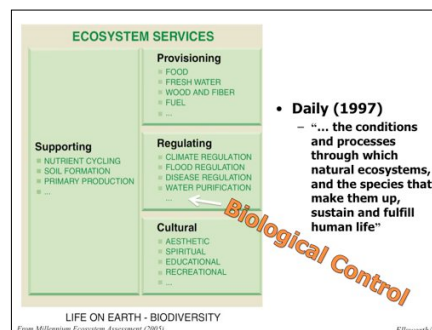 ECOSYSTEM SERVICES
Supporting
NUTRIENT CYCLING
SOIL FORMATION
PRIMARY PRODUCTION
...
Provisioning
FOOD
FRESH WATER
WOOD AND FIBER
FUEL
...
Regulating
CLIMATE REGULATION
FLOOD REGULATION
DISEASE REGULATION
WATER PURIFICATION
...
Cultural
AESTHETIC
SPIRITUAL
EDUCATIONAL
RECREATIONAL
...
LIFE ON EARTH - BIODIVERSITY
From Millennium Ecosystem Assessment (2005)
• Daily (1997)
– “... the conditions
and processes
through which
natural ecosystems,
and the species that
make them up,
sustain and fulfill
human life”
Biological Control